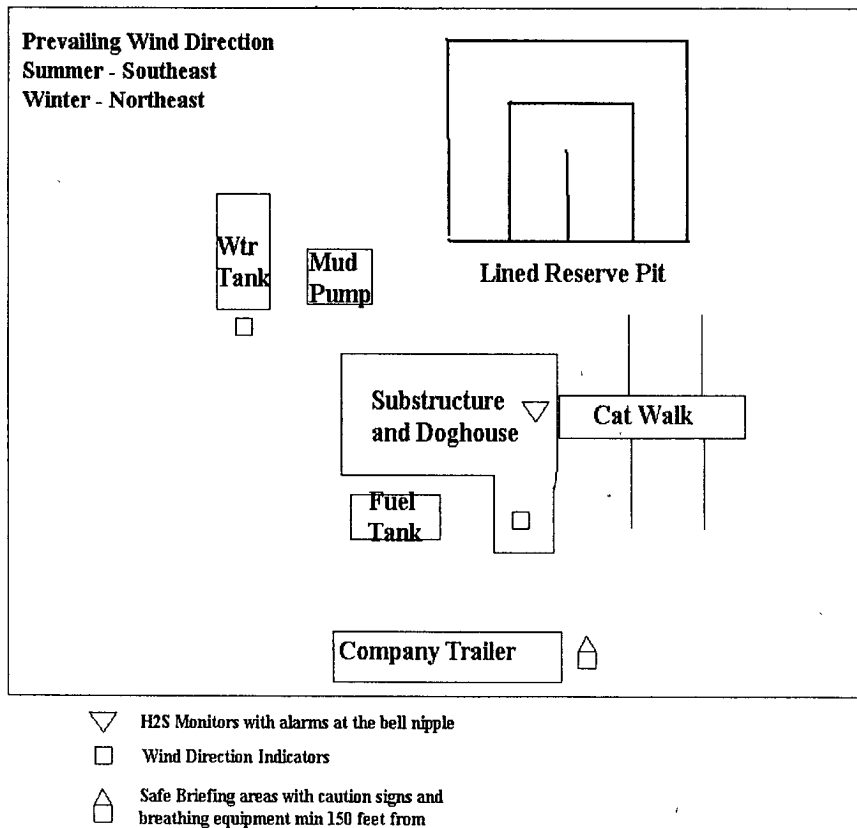 Prevailing Wind Direction
Summer - Southeast
Winter - Northeast
Wtr
Tank
Mud
Pump
Lined Reserve Pit
Substructure
and Doghouse
Cat Walk
Fuel
Tank
Company Trailer
H2S Monitors with alarms at the bell nipple
Wind Direction Indicators
Safe Briefing areas with caution signs and
breathing equipment min 150 feet from